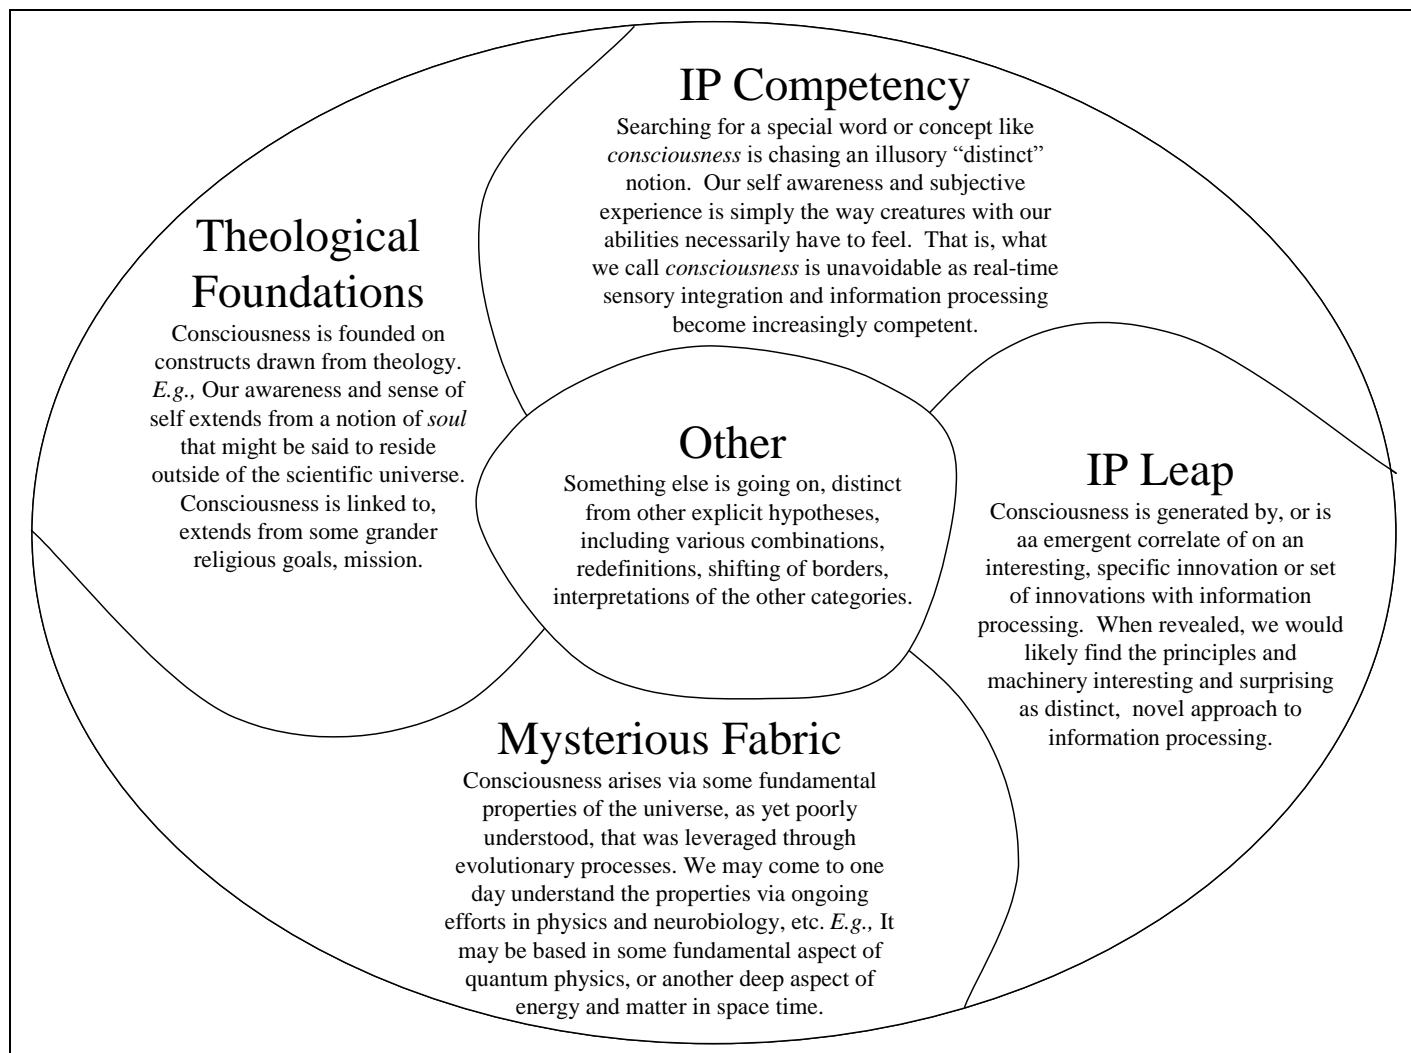 IP Competency
Searching for a special word or concept like
consciousness is chasing an illusory “distinct”
notion.  Our self awareness and subjective
experience is simply the way creatures with our
abilities necessarily have to feel.  That is, what
we call consciousness is unavoidable as real-time
sensory integration and information processing
become increasingly competent.
Theological
Foundations
Consciousness is founded on
constructs drawn from theology.
E.g., Our awareness and sense of
self extends from a notion of soul
that might be said to reside
outside of the scientific universe.
Consciousness is linked to,
extends from some grander
religious goals, mission.
Other
Something else is going on, distinct
from other explicit hypotheses,
including various combinations,
redefinitions, shifting of borders,
interpretations of the other categories.
IP Leap
Consciousness is generated by, or is
aa emergent correlate of on an
interesting, specific innovation or set
of innovations with information
processing.  When revealed, we would
likely find the principles and
machinery interesting and surprising
as distinct,  novel approach to
information processing.
Mysterious Fabric
Consciousness arises via some fundamental
properties of the universe, as yet poorly
understood, that was leveraged through
evolutionary processes. We may come to one
day understand the properties via ongoing
efforts in physics and neurobiology, etc. E.g., It
may be based in some fundamental aspect of
quantum physics, or another deep aspect of
energy and matter in space time.